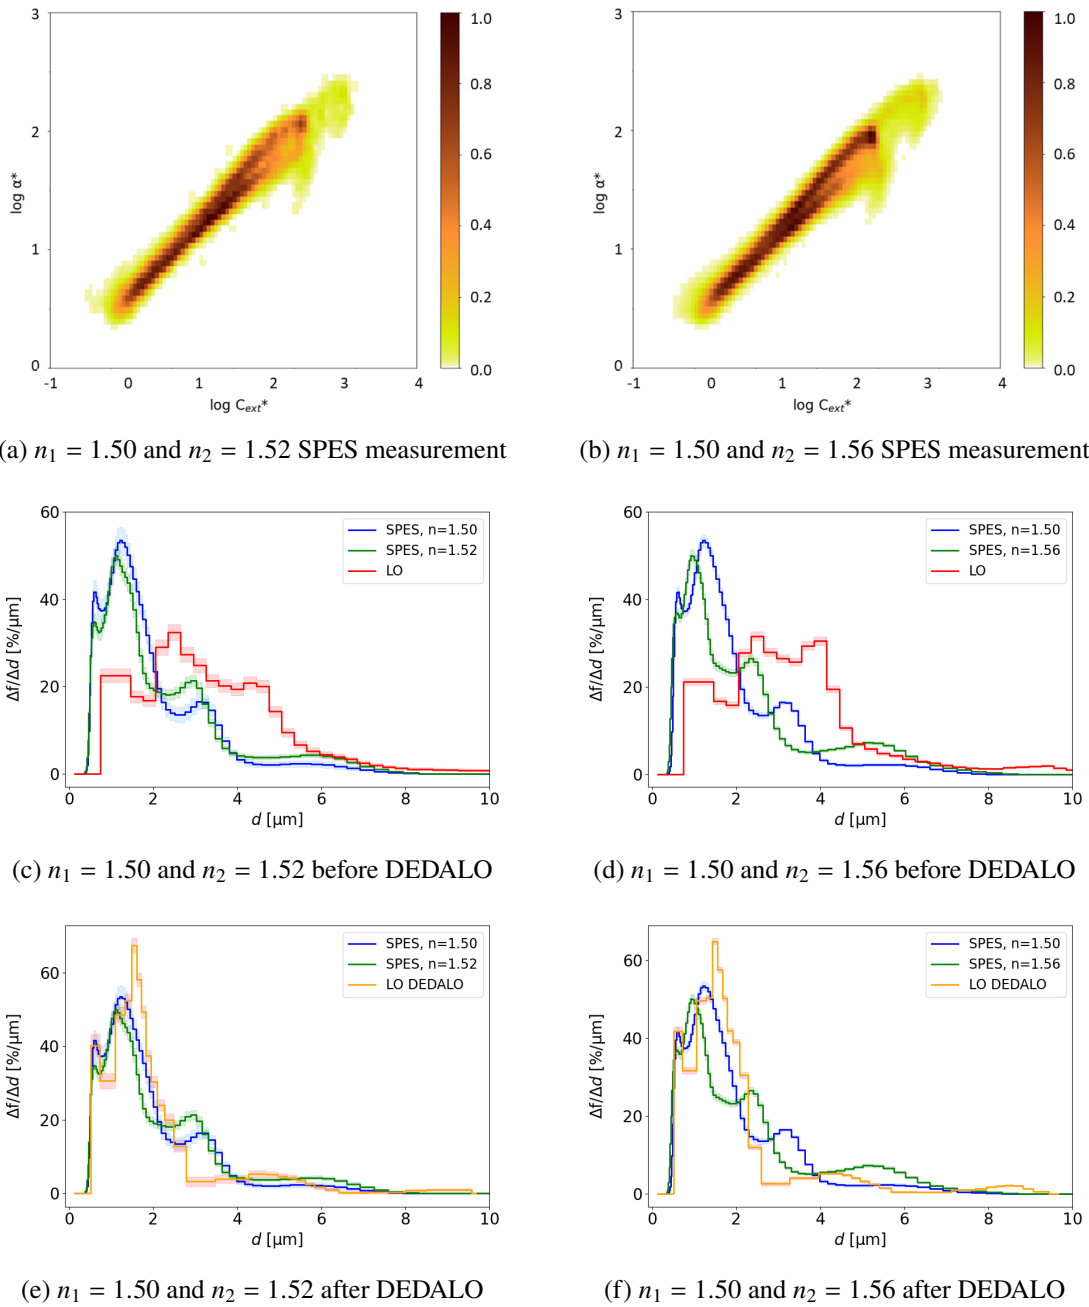 3
2
1
0
-1
0
1
2
3
4
log α*
log Cext*
1.0
0.8
0.6
0.4
0.2
0.0
3
2
1
0
-1
0
1
2
3
4
log α*
log Cext*
1.0
0.8
0.6
0.4
0.2
0.0
(a) n1 = 1.50 and n2 = 1.52 SPES measurement
(b) n1 = 1.50 and n2 = 1.56 SPES measurement
60
40
20
0
0
2
4
6
8
10
Δf/Δd [%/μm]
d [μm]
SPES, n=1.50
SPES, n=1.52
LO
60
40
20
0
0
2
4
6
8
10
Δf/Δd [%/μm]
d [μm]
SPES, n=1.50
SPES, n=1.56
LO
(c) n1 = 1.50 and n2 = 1.52 before DEDALO
(d) n1 = 1.50 and n2 = 1.56 before DEDALO
60
40
20
0
0
2
4
6
8
10
Δf/Δd [%/μm]
d [μm]
SPES, n=1.50
SPES, n=1.52
LO DEDALO
60
40
20
0
0
2
4
6
8
10
Δf/Δd [%/μm]
d [μm]
SPES, n=1.50
SPES, n=1.56
LO DEDALO
(e) n1 = 1.50 and n2 = 1.52 after DEDALO
(f) n1 = 1.50 and n2 = 1.56 after DEDALO